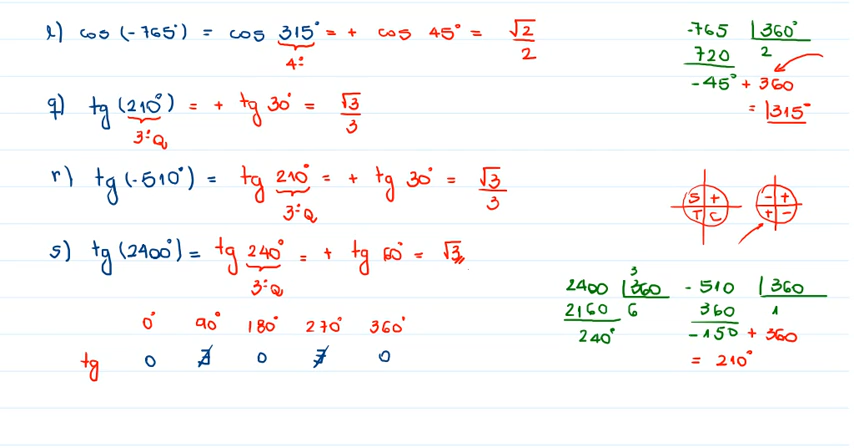 l) cos (-765°) = cos 315° = + cos 45° = √2/2
4:
q) tg (210°) = + tg 30° = √3/3
3:Q
r) tg (-510°) = tg 210° = + tg 30° = √3/3
3:Q
s) tg (2400°) = tg 240° = + tg 60° = √3
3:Q
0° 90° 180° 270° 360°
tg 0 ∄ 0 ∄ 0
-765 360°
720 2
-45° + 360
= 315°
S +
T C
- +
+ -
2400 360
3
2160 6
240°
-510 360
360 1
-150 + 360
= 210°